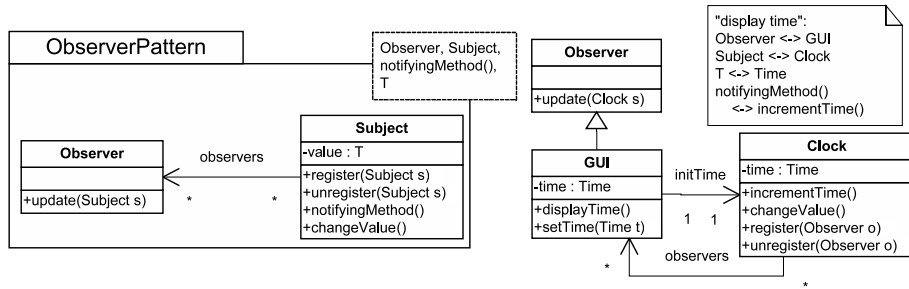 ObserverPattern
Observer, Subject,
notifyingMethod(),
T
Observer
+update(Subject s)
observers
*
*
Subject
-value : T
+register(Subject s)
+unregister(Subject s)
+notifyingMethod()
+changeValue()
Observer
+update(Clock s)
GUI
-time : Time
+displayTime()
+setTime(Time t)
initTime
1
1
"display time":
Observer <-> GUI
Subject <-> Clock
T <-> Time
notifyingMethod()
<-> incrementTime()
Clock
-time : Time
+incrementTime()
+changeValue()
+register(Observer o)
+unregister(Observer o)
observers
*
*